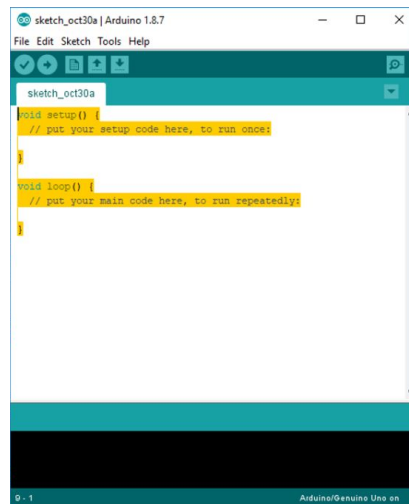 sketch_oct30a | Arduino 1.8.7
File Edit Sketch Tools Help
sketch_oct30a
void setup() {
// put your setup code here, to run once:
}
void loop() {
// put your main code here, to run repeatedly:
}
9 - 1
Arduino/Genuino Uno on